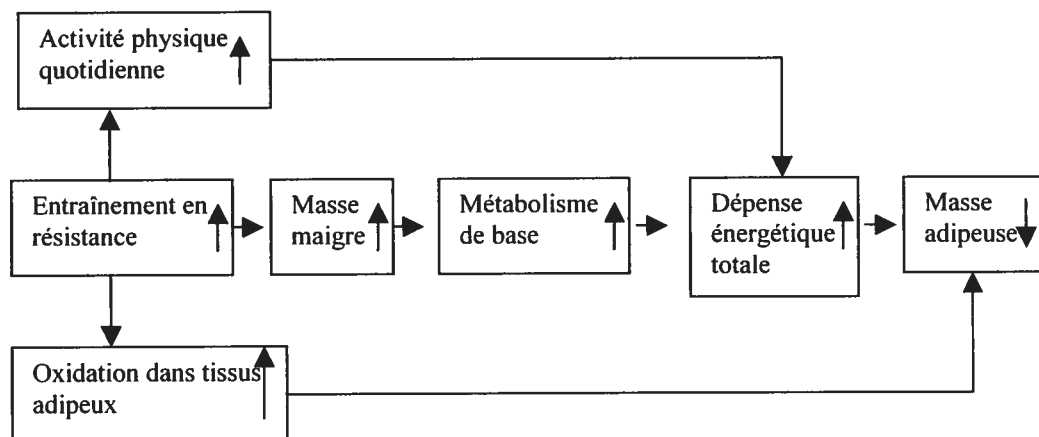 Activité physique
quotidienne
Entraînement en
résistance
Masse
maigre
Métabolisme
de base
Dépense
énergétique
totale
Masse
adipeuse
Oxidation dans tissus
adipeux